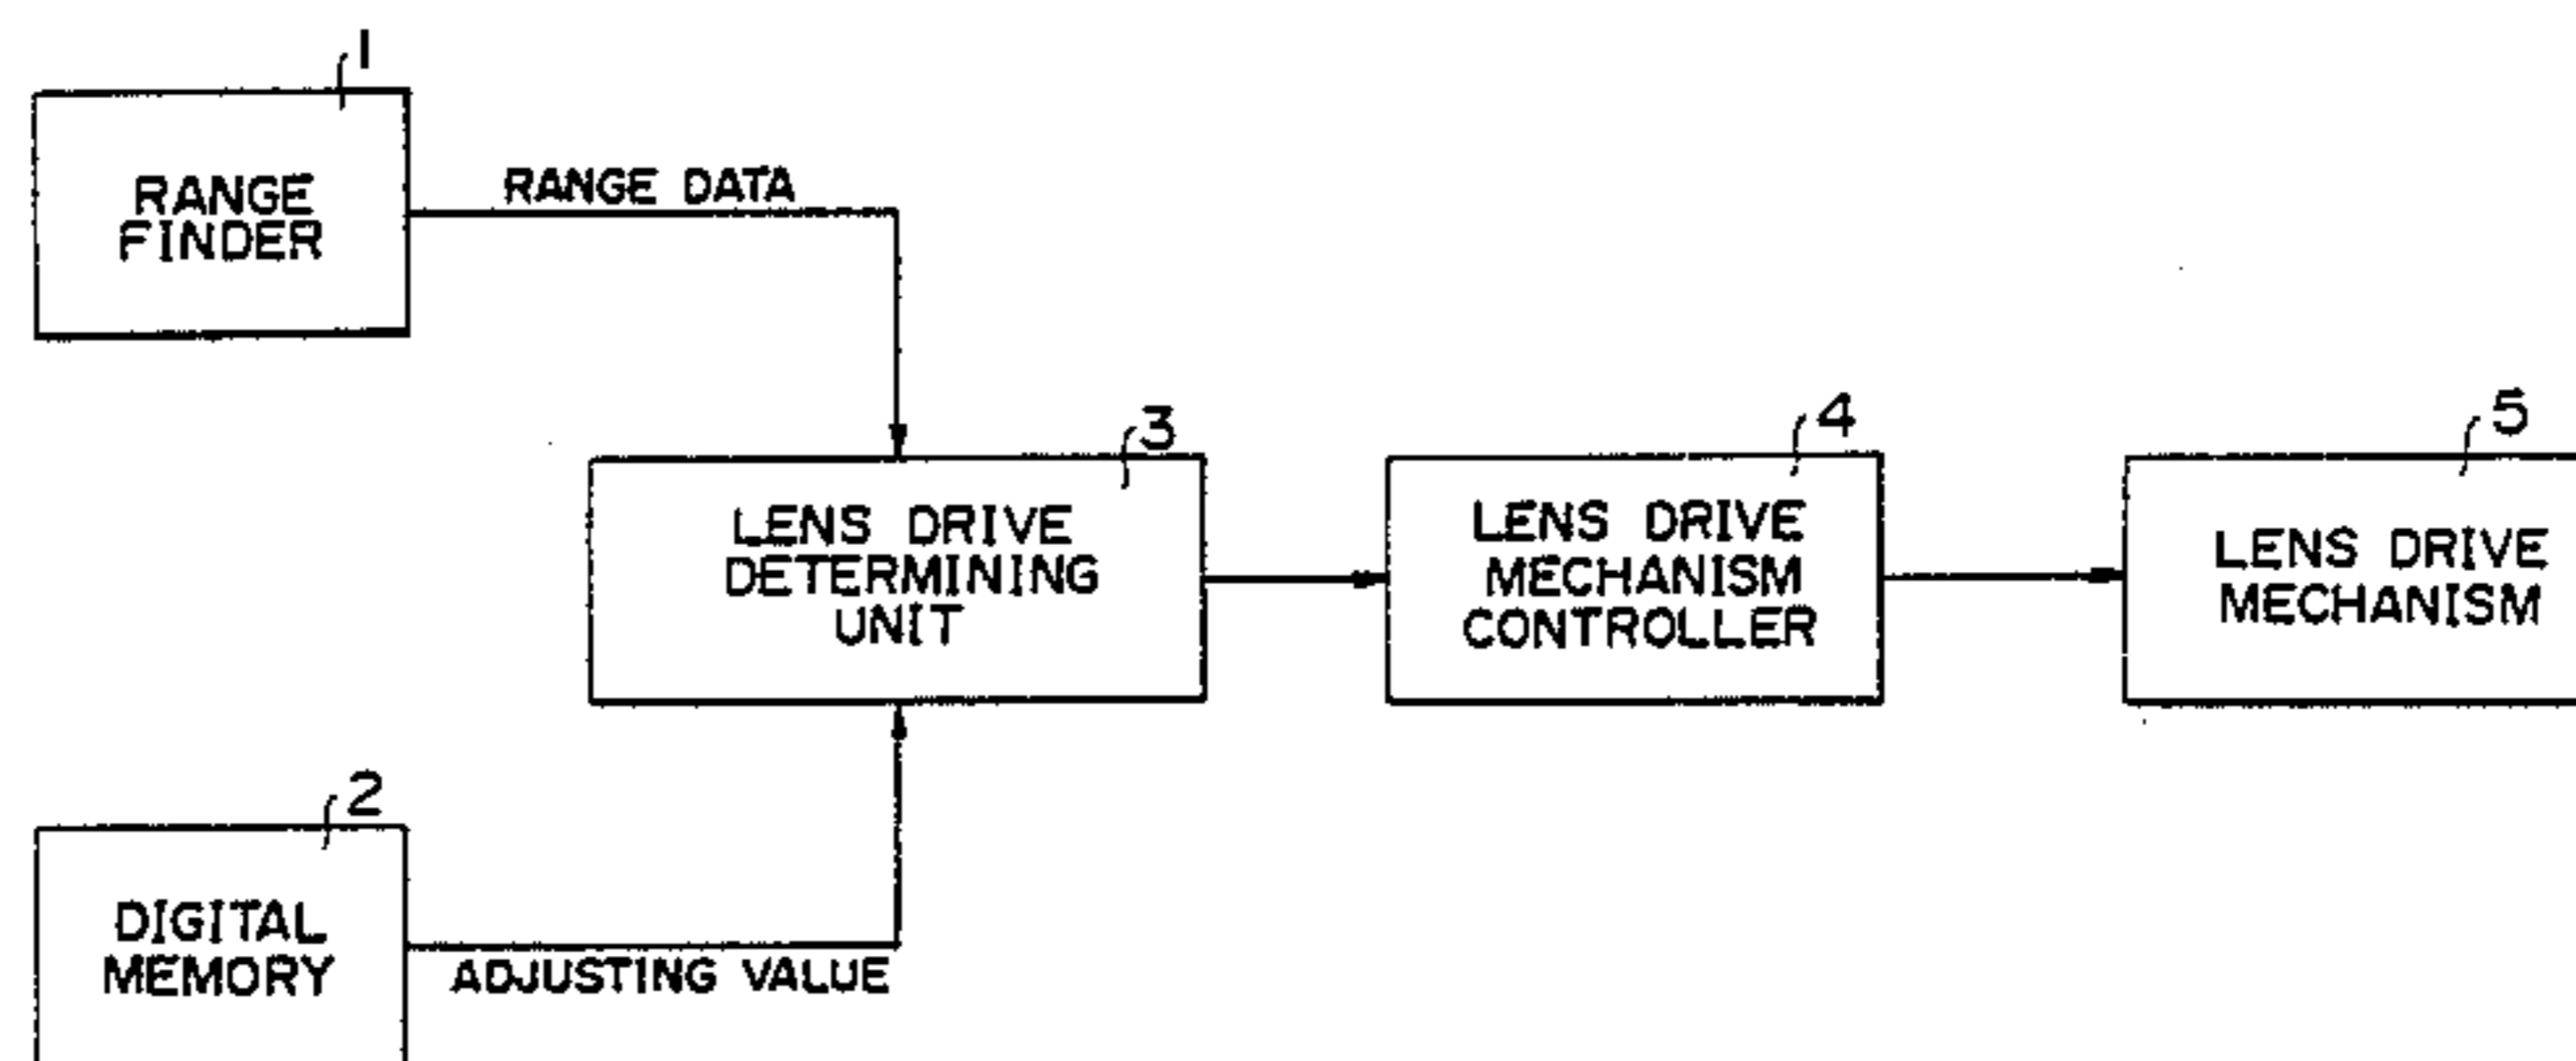 1
RANGE
FINDER
RANGE DATA
3
LENS DRIVE
DETERMINING
UNIT
4
LENS DRIVE
MECHANISM
CONTROLLER
5
LENS DRIVE
MECHANISM
2
DIGITAL
MEMORY
ADJUSTING VALUE